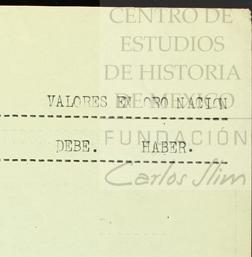 CENTRO DE
ESTUDIOS
DE HISTORIA
DE MEXICO
VALORES EN ORO NACION
FUNDACIÓN
DEBE. HABER.
Carlos Slim